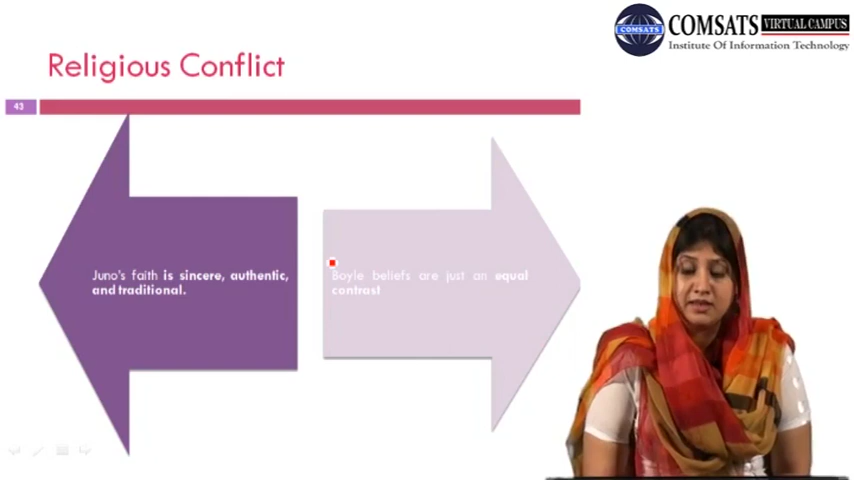 COMSATS VIRTUAL CAMPUS
Institute Of Information Technology
COMSATS
Religious Conflict
43
Juno's faith is sincere, authentic,
and traditional.
Boyle beliefs are just an equal
contrast